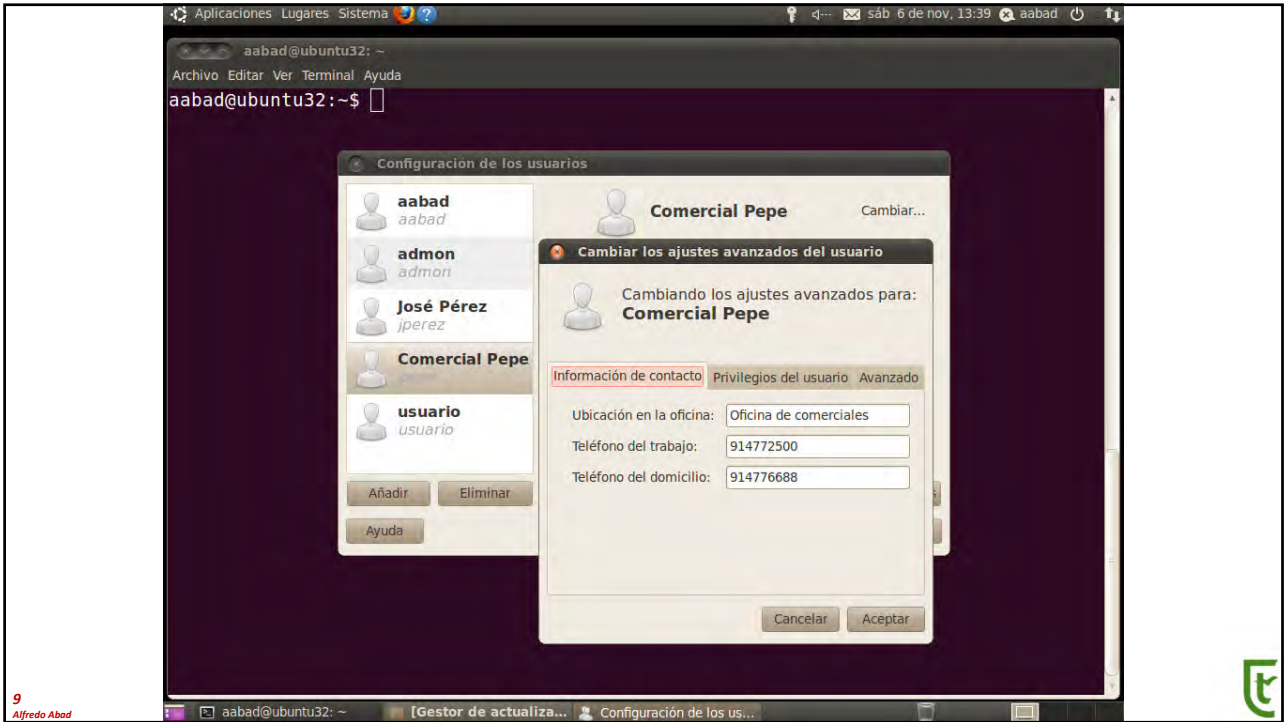 Aplicaciones Lugares Sistema
sáb 6 de nov, 13:39 aabad
aabad@ubuntu32: ~
Archivo Editar Ver Terminal Ayuda
aabad@ubuntu32:~$
Configuración de los usuarios
aabad
aabad
admon
admon
José Pérez
jperez
Comercial Pepe
usuario
usuario
Añadir Eliminar
Ayuda
Comercial Pepe Cambiar...
Cambiar los ajustes avanzados del usuario
Cambiando los ajustes avanzados para:
Comercial Pepe
Información de contacto Privilegios del usuario Avanzado
Ubicación en la oficina: Oficina de comerciales
Teléfono del trabajo: 914772500
Teléfono del domicilio: 914776688
Cancelar Aceptar
aabad@ubuntu32: ~ [Gestor de actualiza... Configuración de los us...
9
Alfredo Abad